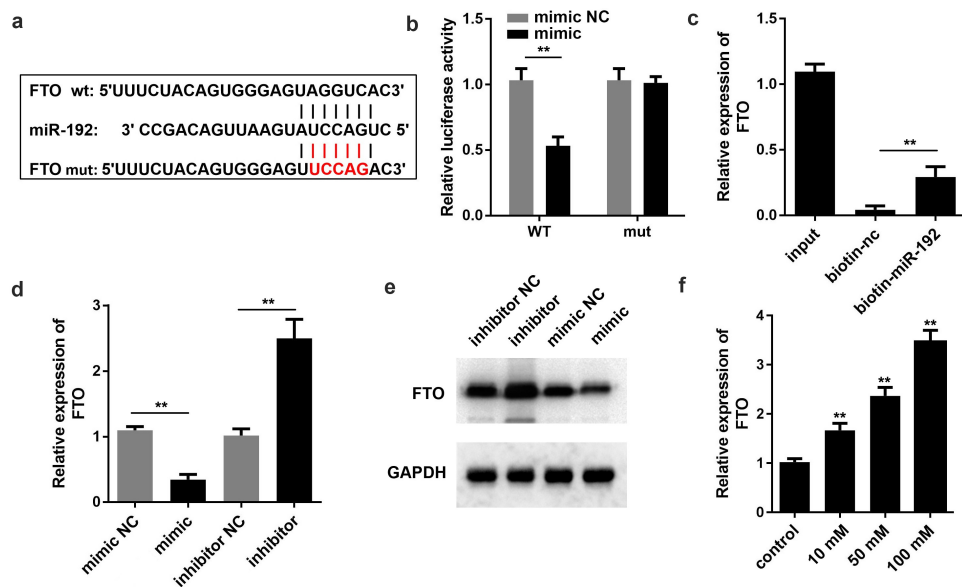 a
FTO wt: 5'UUUCUACAGUGGGAGUAGGUCAC3'
miR-192: 3' CCGACAGUUAAGUAUCCAGUC 5'
FTO mut: 5'UUUCUACAGUGGGAGUUCCAGAC3'
b
mimic NC
mimic
Relative luciferase activity
1.5
1.0
0.5
0.0
**
WT
mut
c
Relative expression of
FTO
1.5
1.0
0.5
0.0
**
input
biotin-nc
biotin-miR-192
d
Relative expression of
FTO
3
2
1
0
**
**
mimic NC
mimic
inhibitor NC
inhibitor
e
inhibitor NC
inhibitor
mimic NC
mimic
FTO
GAPDH
f
Relative expression of
FTO
4
3
2
1
0
**
**
**
control
10 mM
50 mM
100 mM